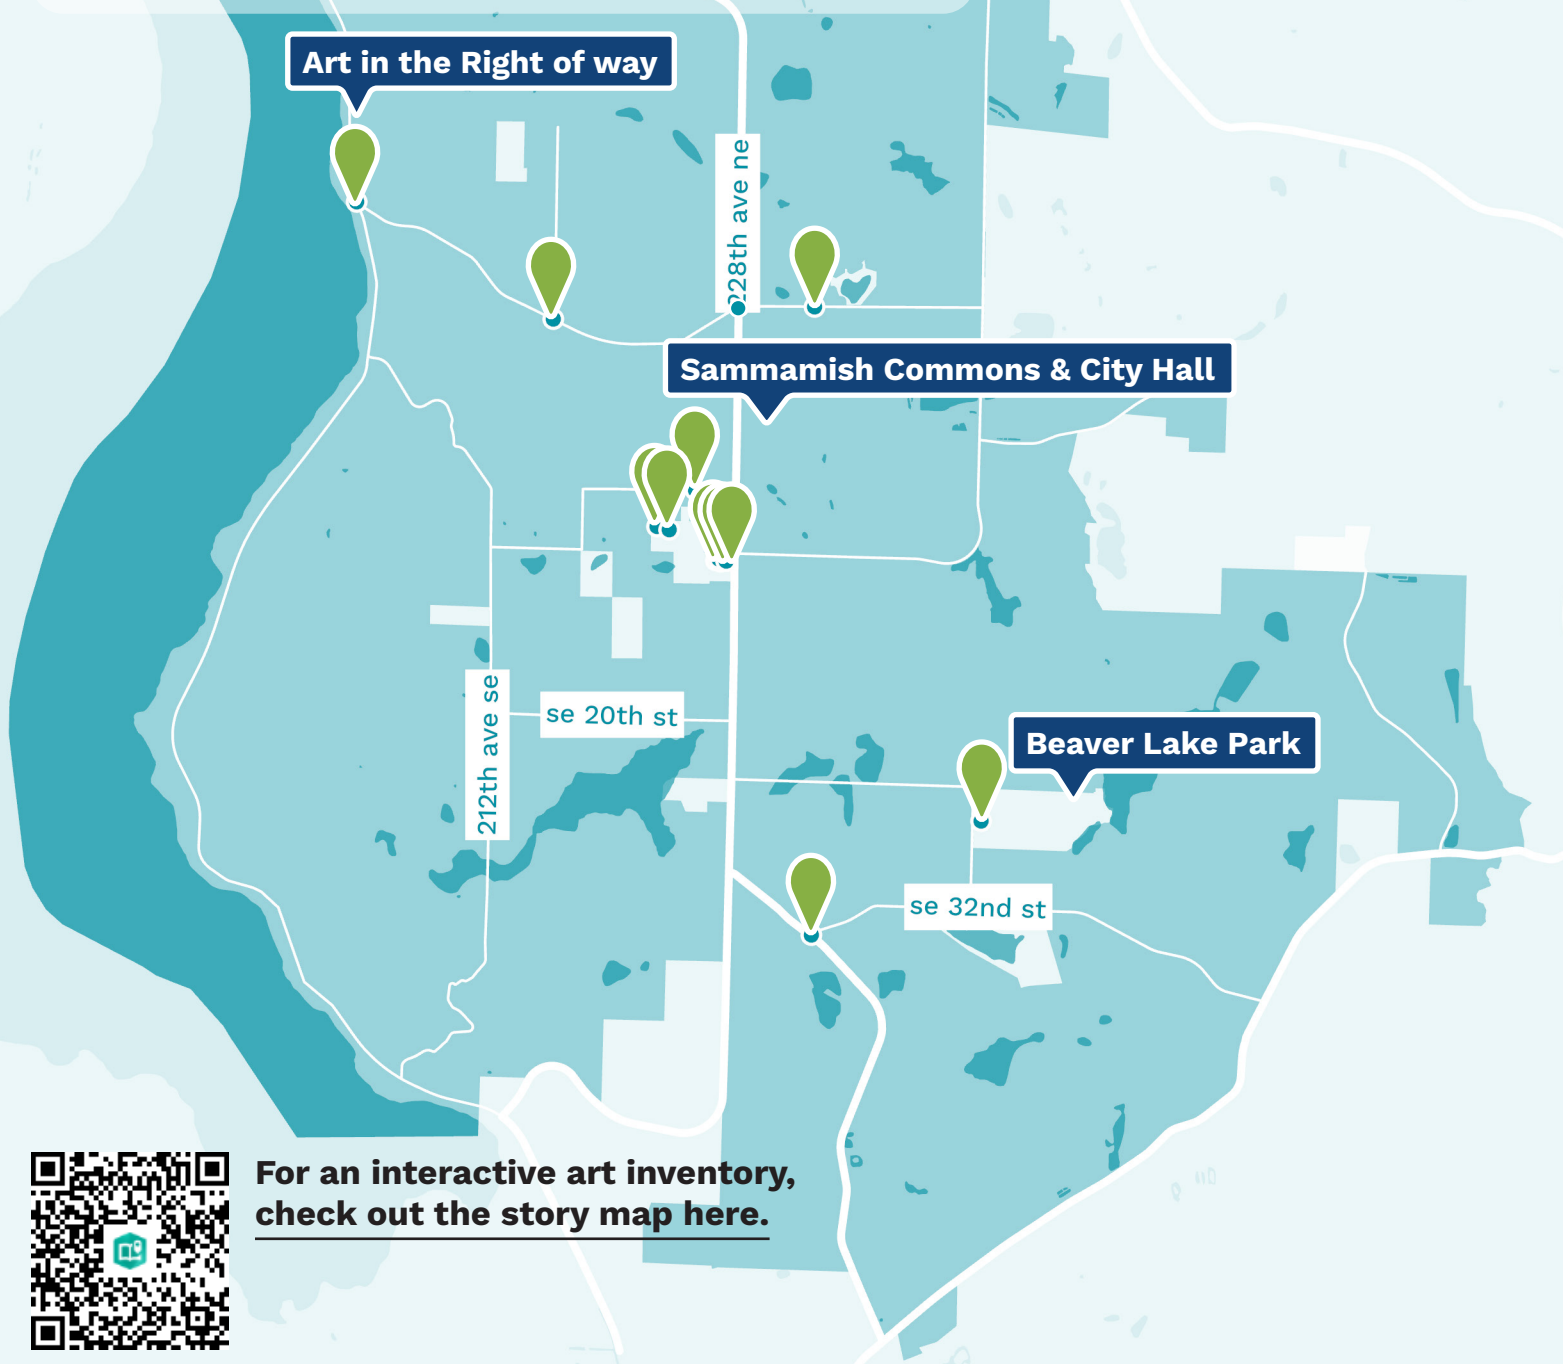 Art in the Right of way
228th ave ne
Sammamish Commons & City Hall
212th ave se
se 20th st
Beaver Lake Park
se 32nd st
For an interactive art inventory,
check out the story map here.